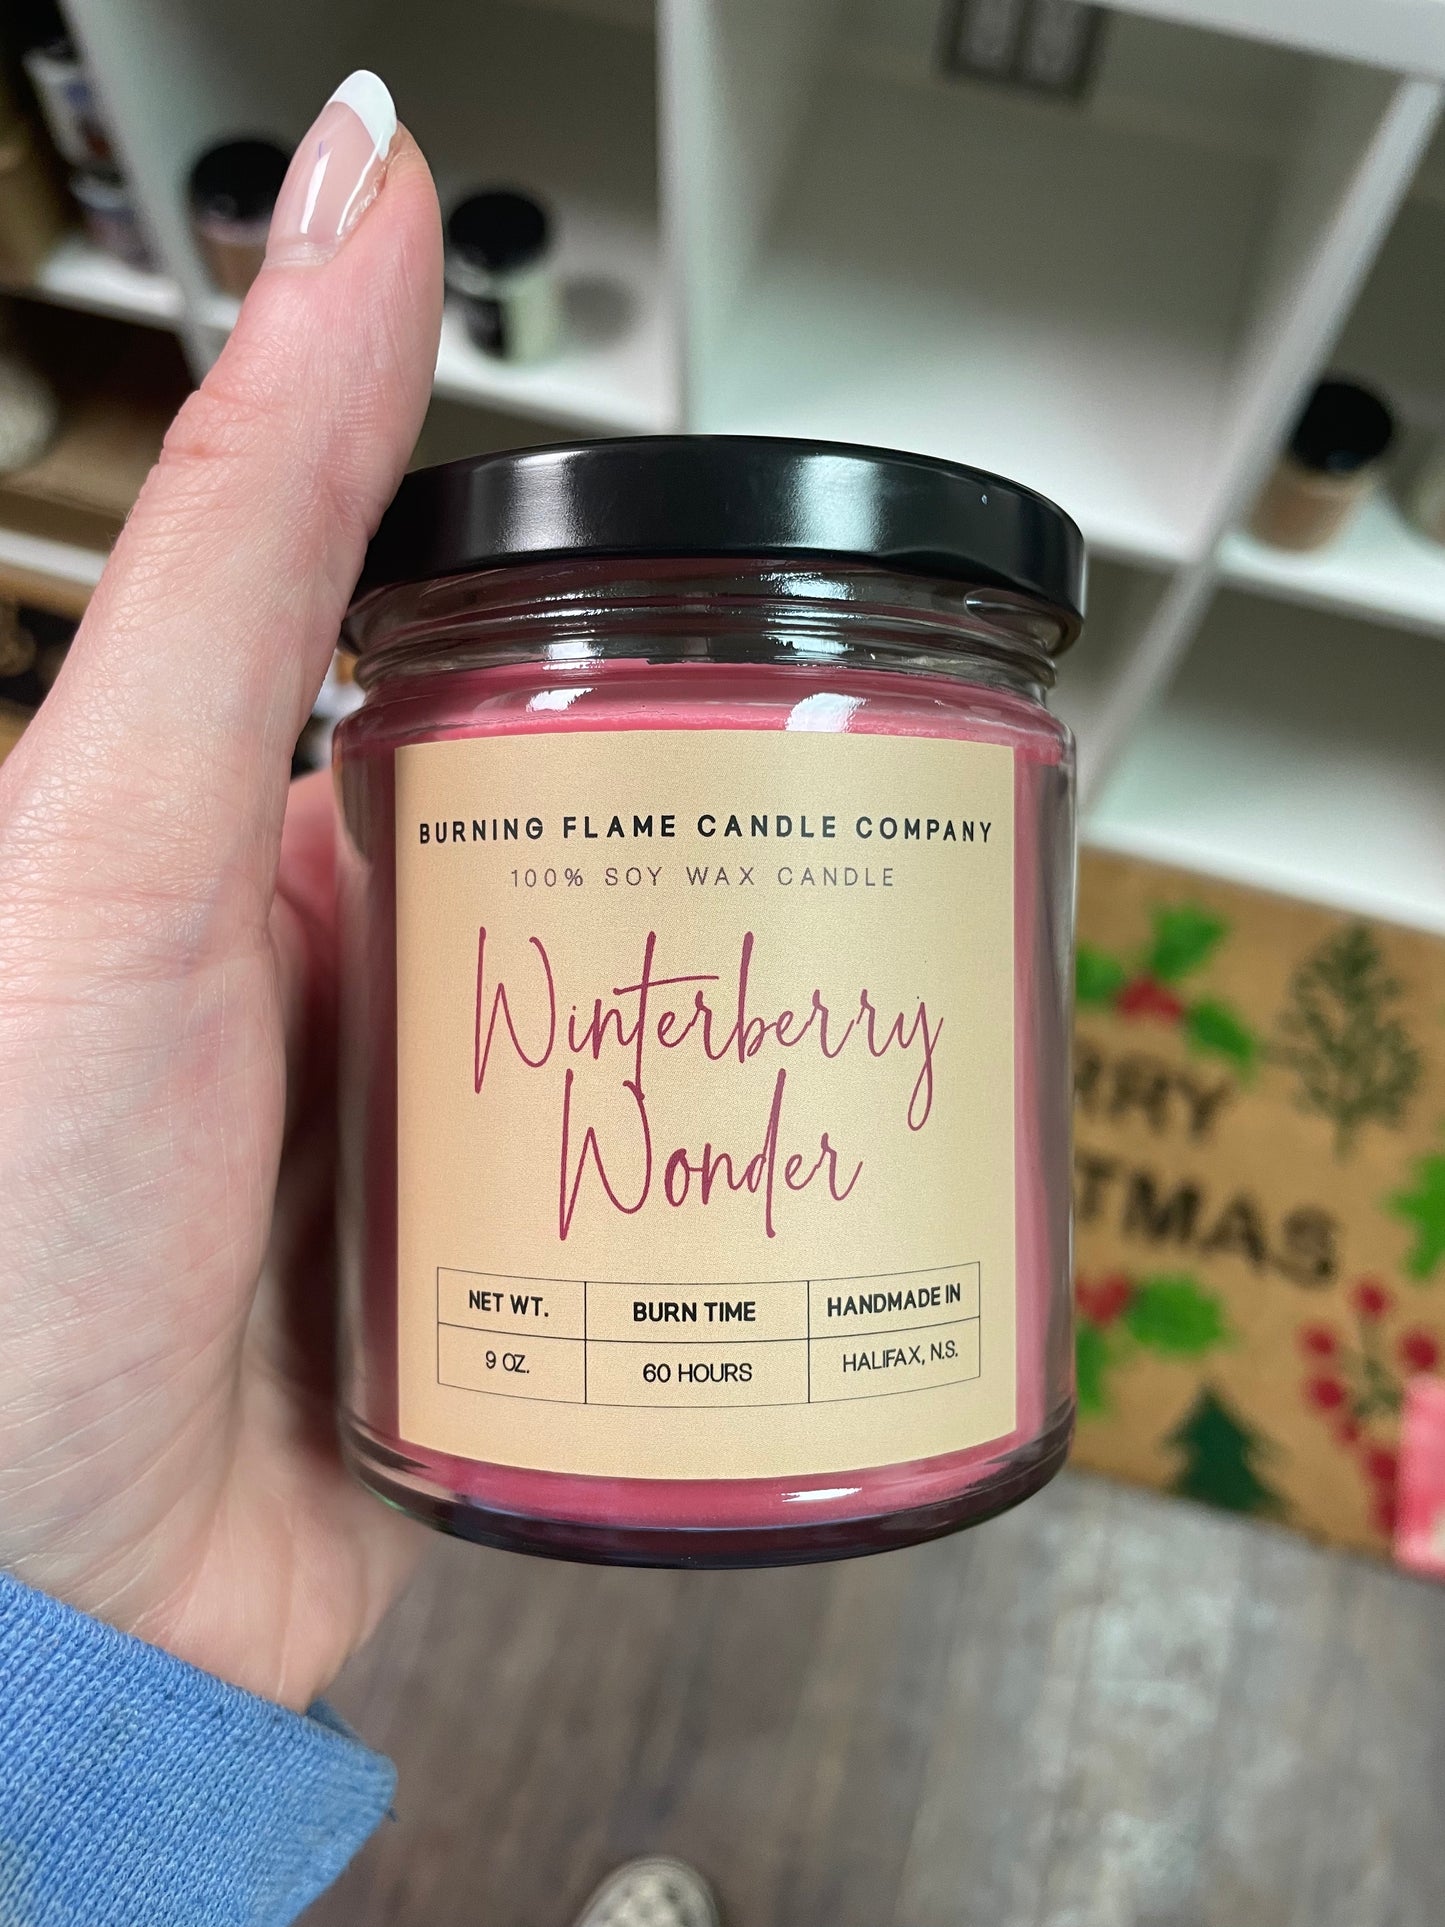 BURNING FLAME CANDLE COMPANY
100% SOY WAX CANDLE
Winterberry
Wonder
NET WT. BURN TIME HANDMADE IN
9 OZ. 60 HOURS HALIFAX, N.S.
RRY
TMAS